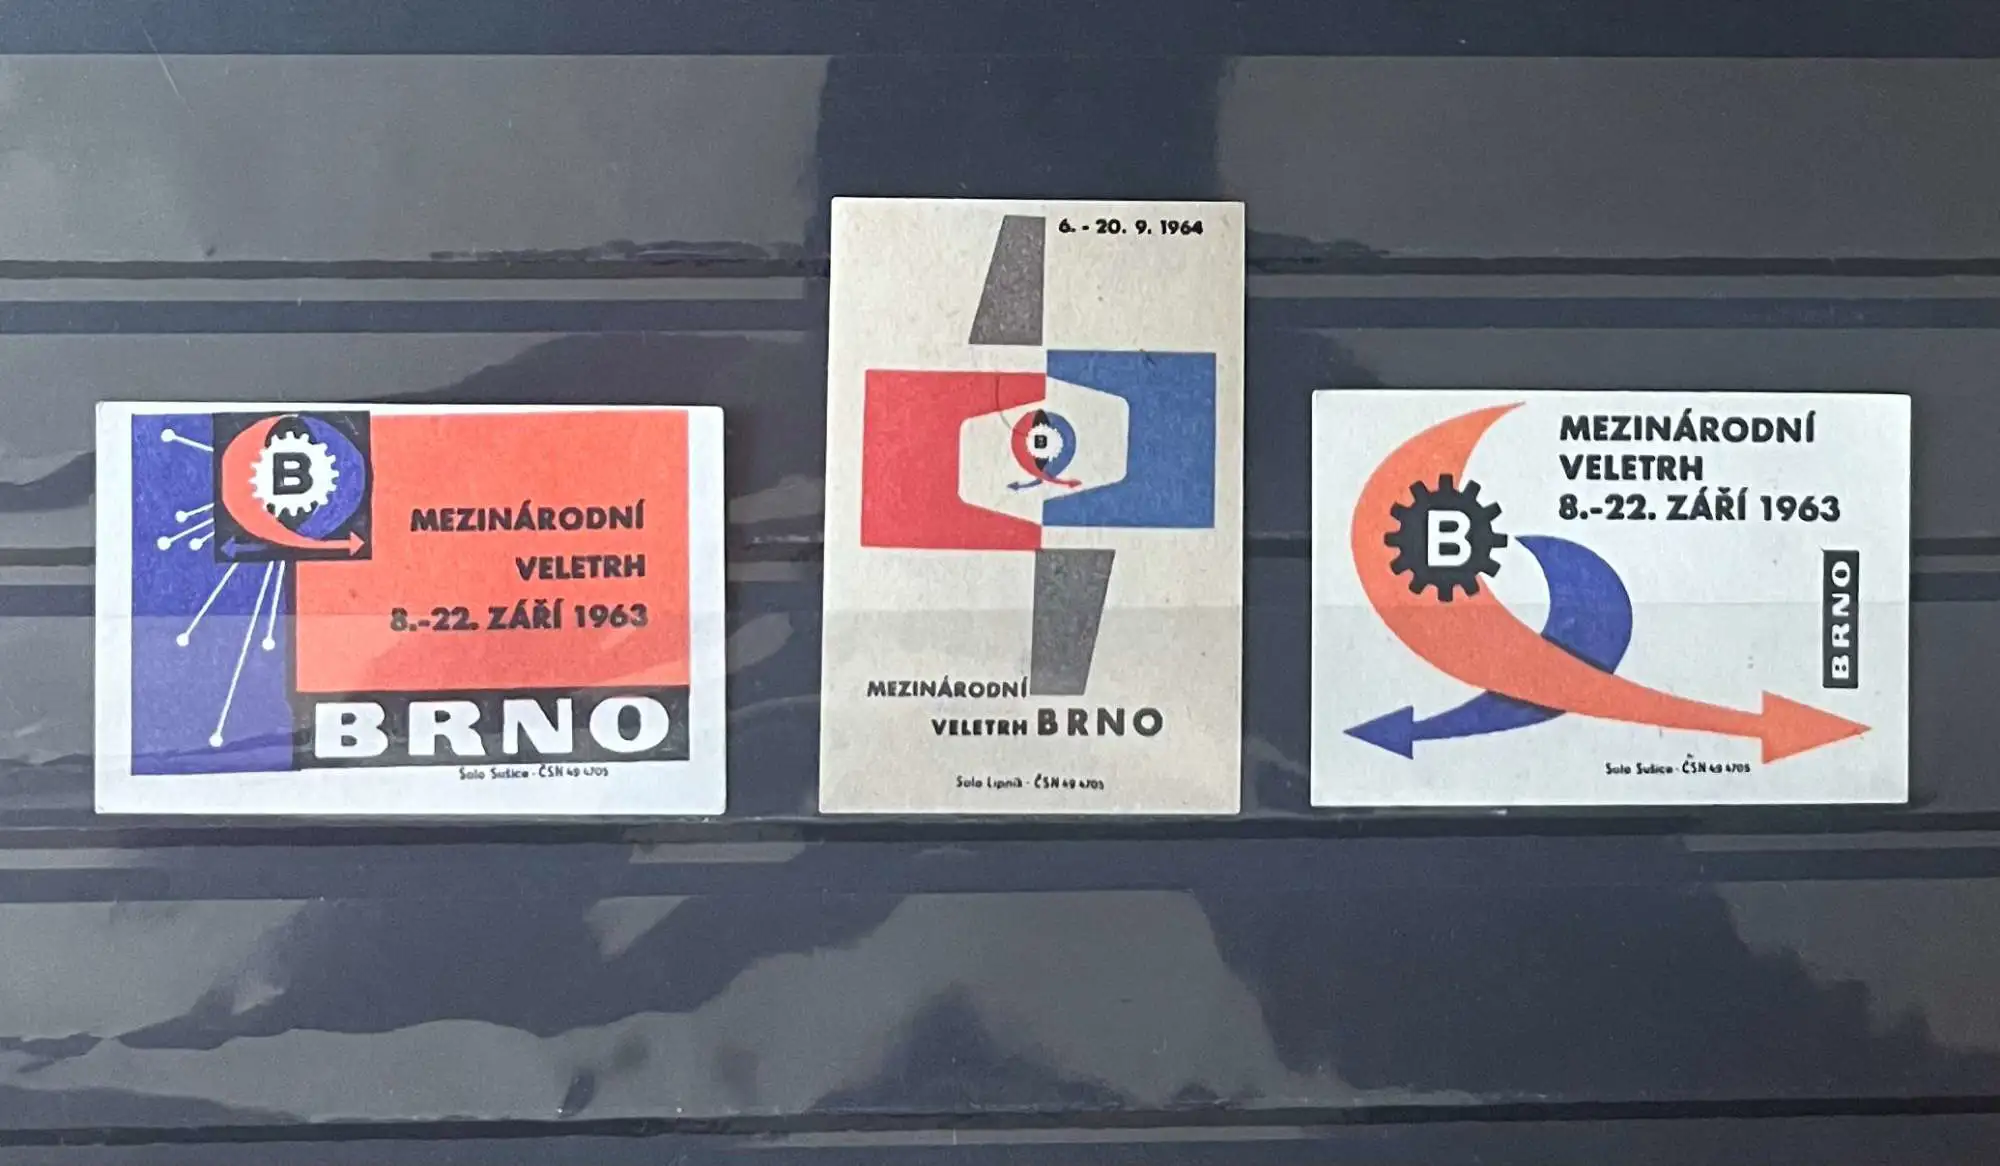 B
MEZINÁRODNÍ
VELETRH
8.-22. ZÁŘÍ 1963
BRNO
Solo Sušice - ČSN 49 4705
6. - 20. 9. 1964
B
MEZINÁRODNÍ
VELETRH BRNO
Solo Lipník - ČSN 49 4705
MEZINÁRODNÍ
VELETRH
8.-22. ZÁŘÍ 1963
B
BRNO
Solo Sušice - ČSN 49 4705